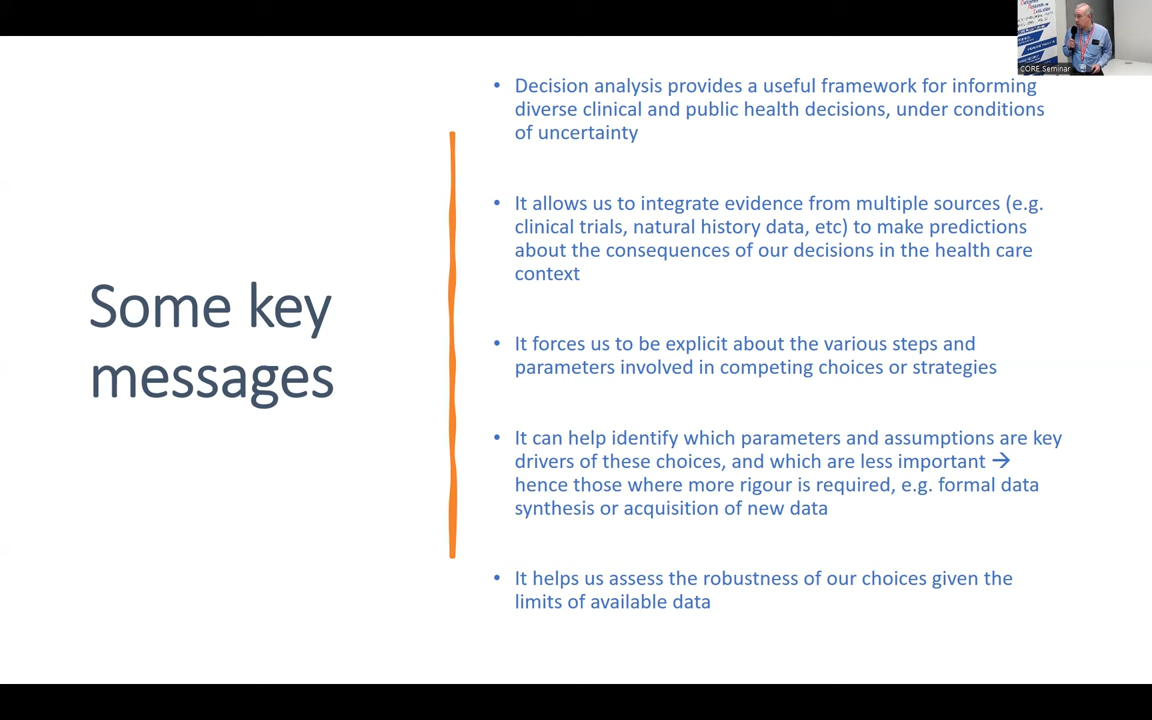 CORE Seminar
Some key
messages
• Decision analysis provides a useful framework for informing
diverse clinical and public health decisions, under conditions
of uncertainty
• It allows us to integrate evidence from multiple sources (e.g.
clinical trials, natural history data, etc) to make predictions
about the consequences of our decisions in the health care
context
• It forces us to be explicit about the various steps and
parameters involved in competing choices or strategies
• It can help identify which parameters and assumptions are key
drivers of these choices, and which are less important →
hence those where more rigour is required, e.g. formal data
synthesis or acquisition of new data
• It helps us assess the robustness of our choices given the
limits of available data